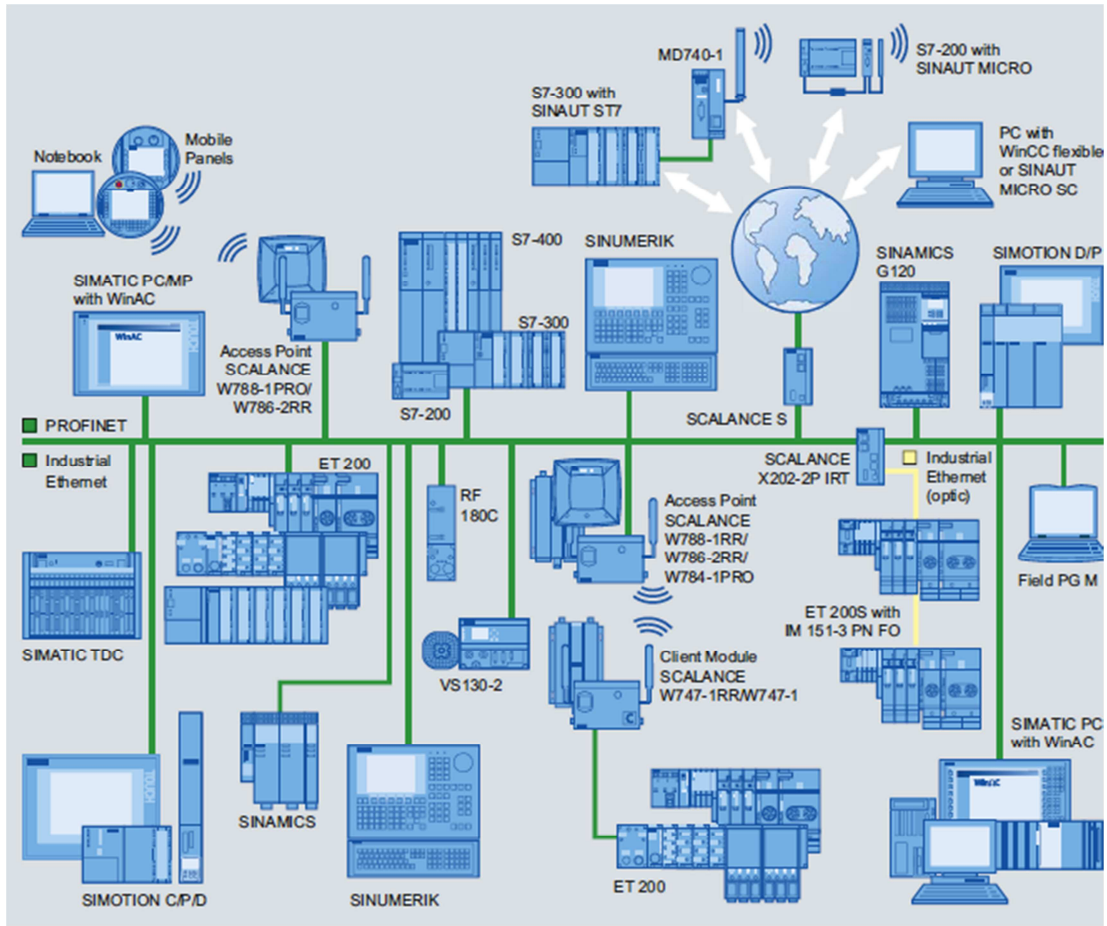 MD740-1
S7-200 with
SINAUT MICRO
S7-300 with
SINAUT ST7
PC with
WinCC flexible
or SINAUT
MICRO SC
Notebook
Mobile
Panels
SIMATIC PC/MP
with WinAC
WinAC
Access Point
SCALANCE
W788-1PRO/
W786-2RR
S7-400
S7-300
S7-200
SINUMERIK
SCALANCE S
SINAMICS
G120
SIMOTION D/P
PROFINET
Industrial
Ethernet
ET 200
RF
180C
Access Point
SCALANCE
W788-1RR/
W786-2RR/
W784-1PRO
SCALANCE
X202-2P IRT
Industrial
Ethernet
(optic)
Field PG M
SIMATIC TDC
VS130-2
Client Module
SCALANCE
W747-1RR/W747-1
C
ET 200S with
IM 151-3 PN FO
SIMATIC PC
with WinAC
WinAC
SINAMICS
SIMOTION C/P/D
SINUMERIK
ET 200